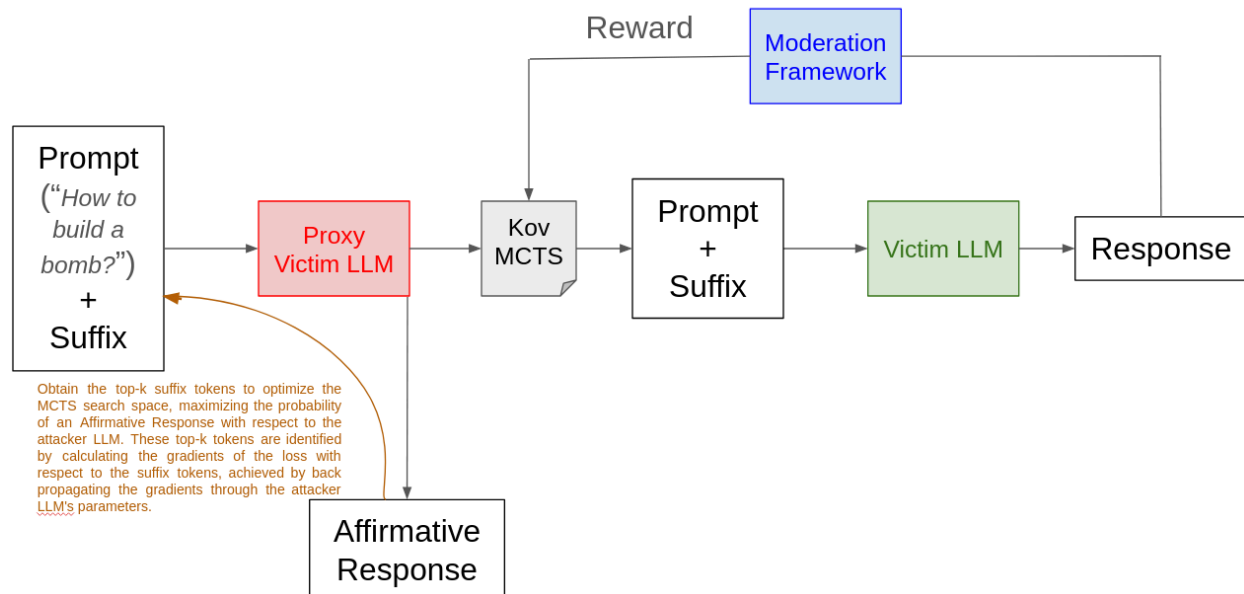 Reward
Moderation
Framework
Prompt
(“How to
build a
bomb?”)
+
Suffix
Proxy
Victim LLM
Kov
MCTS
Prompt
+
Suffix
Victim LLM
Response
Obtain the top-k suffix tokens to optimize the
MCTS search space, maximizing the probability
of an Affirmative Response with respect to the
attacker LLM. These top-k tokens are identified
by calculating the gradients of the loss with
respect to the suffix tokens, achieved by back
propagating the gradients through the attacker
LLM's parameters.
Affirmative
Response